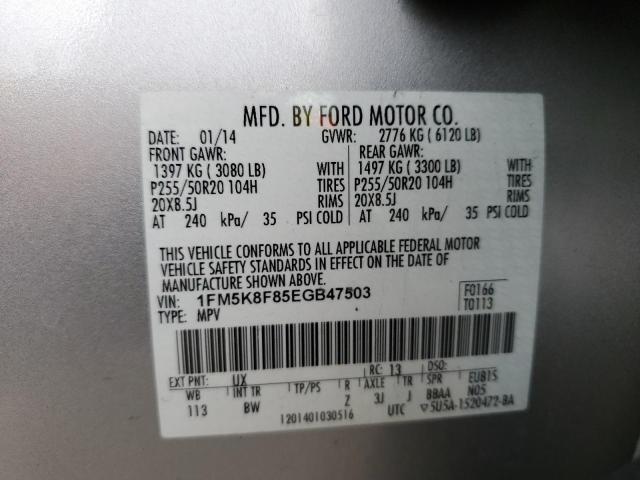 MFD. BY FORD MOTOR CO.
DATE: 01/14 GVWR: 2776 KG ( 6120 LB)
FRONT GAWR: REAR GAWR:
1397 KG ( 3080 LB) WITH 1497 KG ( 3300 LB) WITH
P255/50R20 104H TIRES P255/50R20 104H TIRES
20X8.5J RIMS 20X8.5J RIMS
AT 240 kPa/ 35 PSI COLD AT 240 kPa/ 35 PSI COLD
THIS VEHICLE CONFORMS TO ALL APPLICABLE FEDERAL MOTOR
VEHICLE SAFETY STANDARDS IN EFFECT ON THE DATE OF
MANUFACTURE SHOWN ABOVE.
VIN: 1FM5K8F85EGB47503 F0166
TYPE: MPV T0113
EXT PNT: UX RC: 13 DSO:
WB INT TR TP/PS R AXLE TR SPR EU815
113 BW Z 3J J BBAA N05
1201401030516 UTC ▽5U5A-1520472-BA